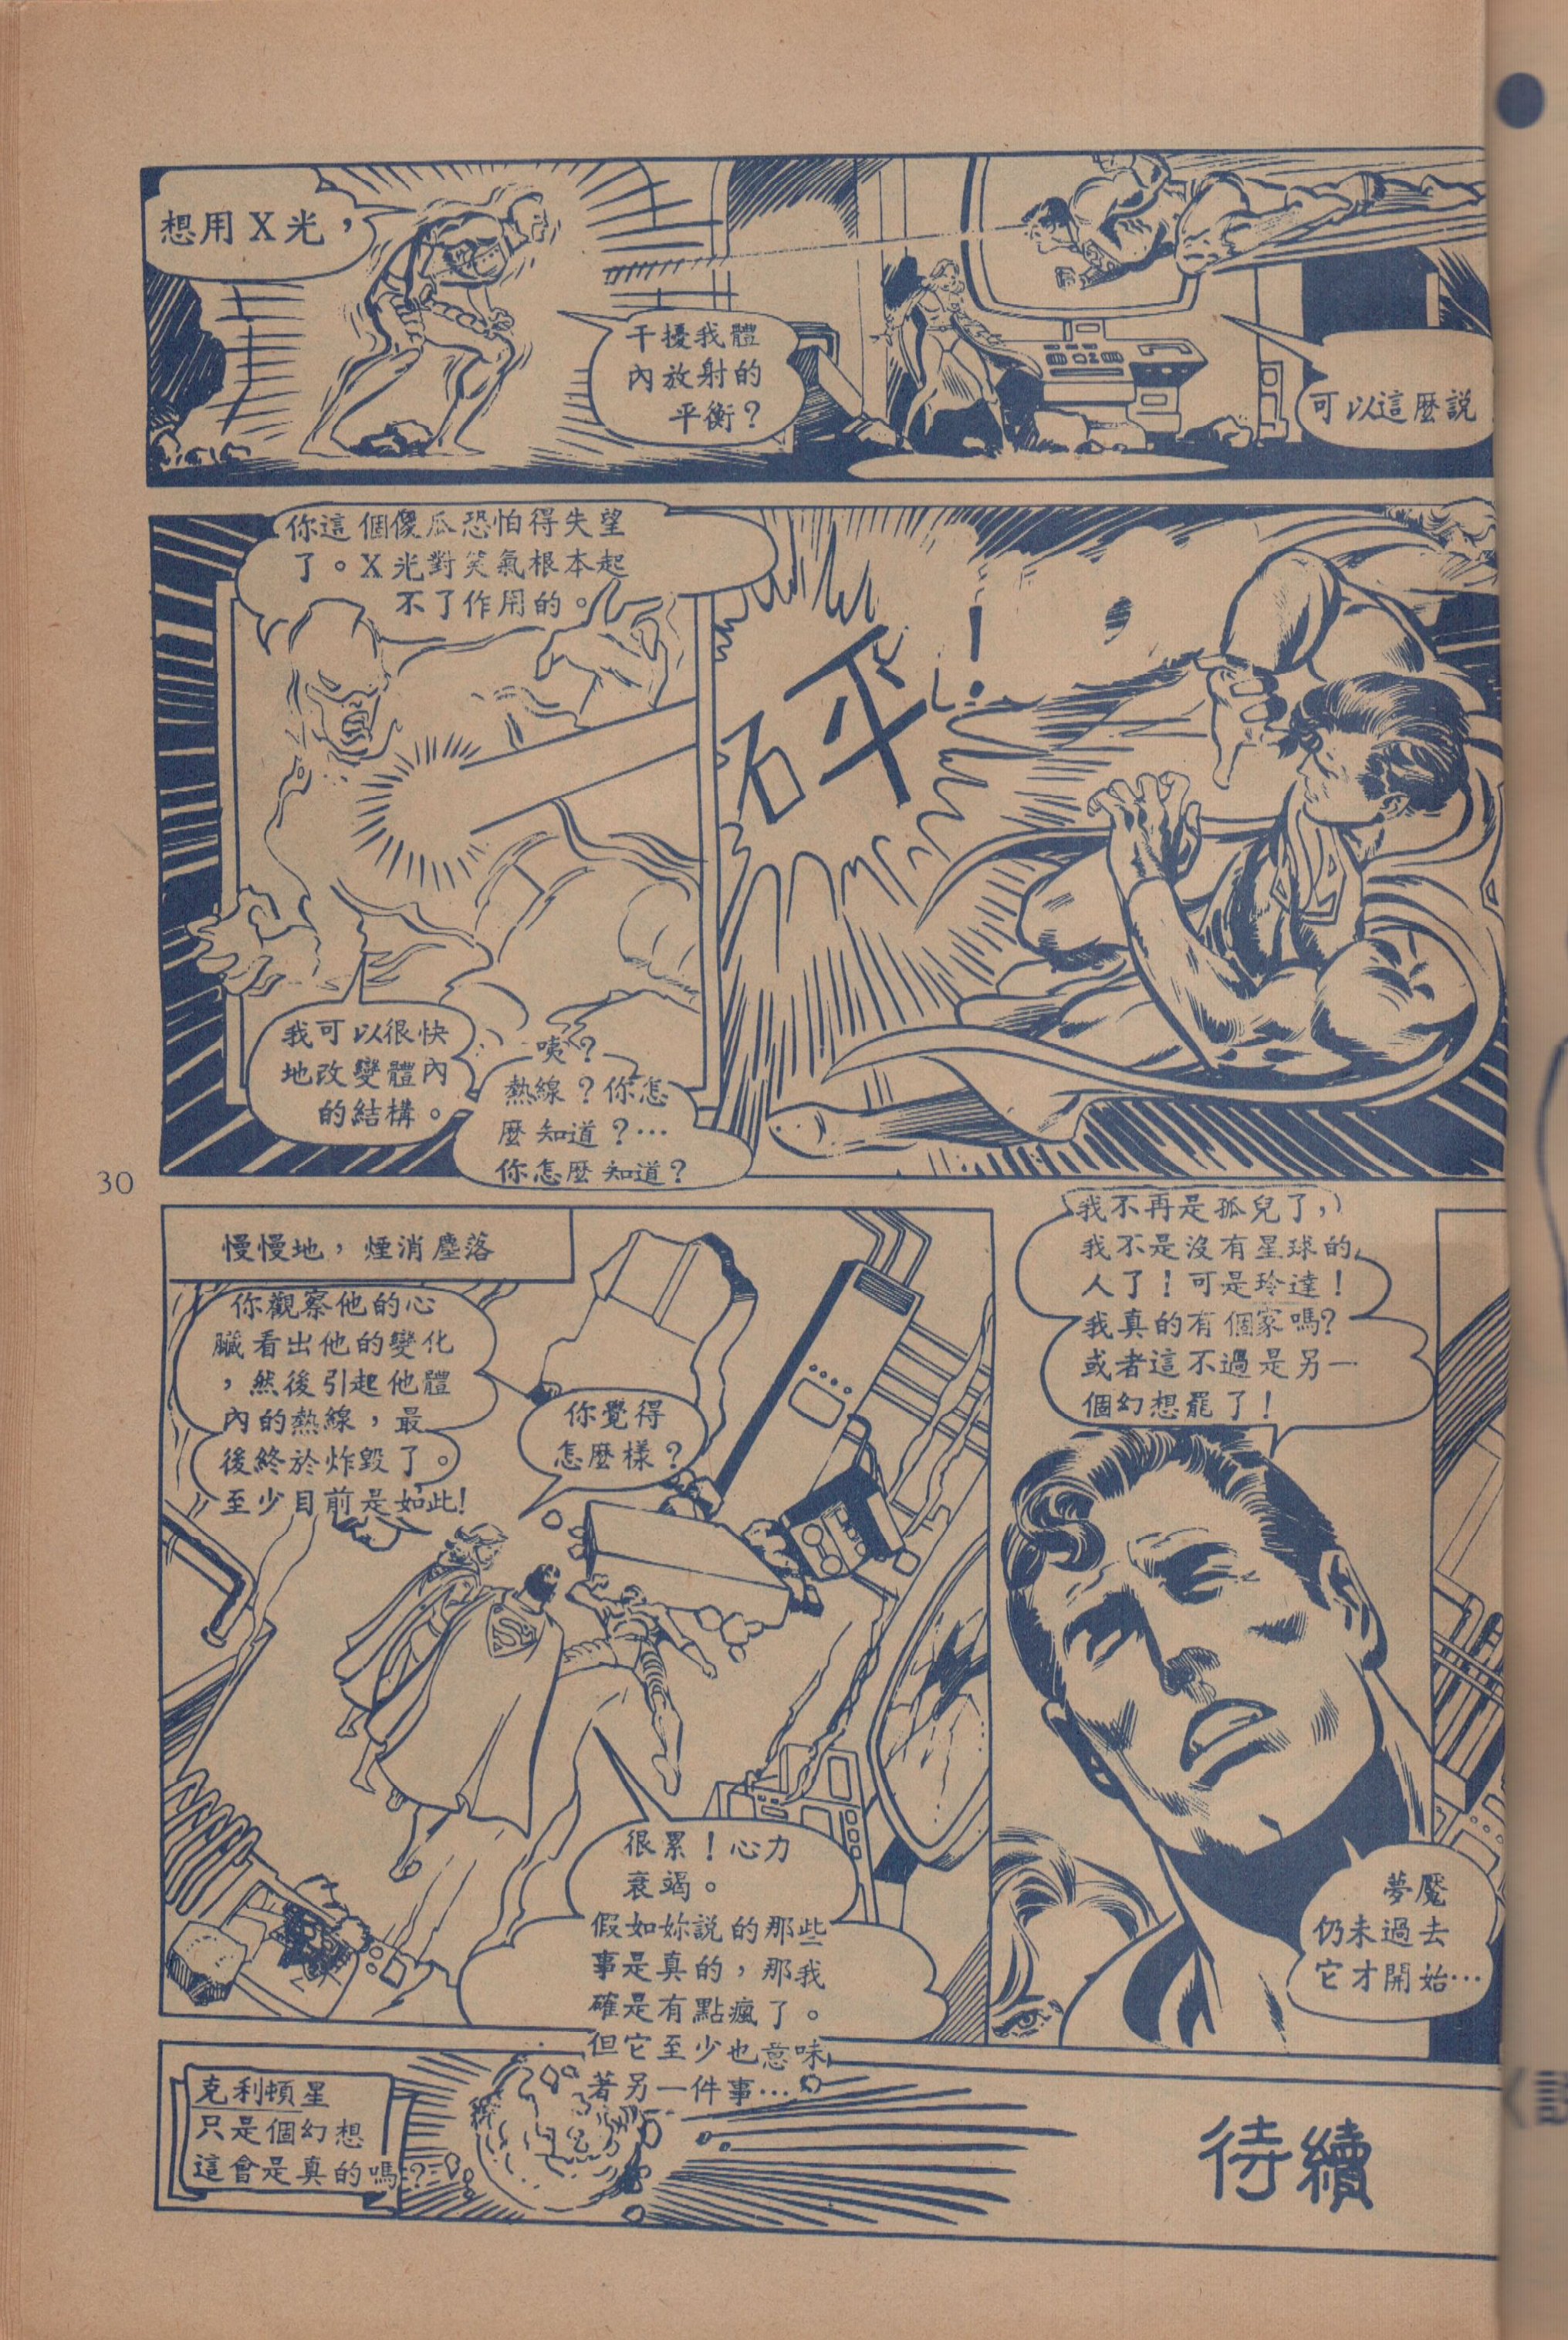 想用X光，
干擾我體
內放射的
平衡？
可以這麼説
你這個傻瓜恐怕得失望
了。X光對笑氣根本起
不了作用的。
砰！
我可以很快
地改變體內
的結構。
咦？
熱線？你怎
麼知道？…
你怎麼知道？
30
慢慢地，煙消塵落
你觀察他的心
臟看出他的變化
，然後引起他體
內的熱線，最
後終於炸毀了。
至少目前是如此!
你覺得
怎麼樣？
很累！心力
衰竭。
假如妳説的那些
事是真的，那我
確是有點瘋了。
但它至少也意味
著另一件事…
我不再是孤兒了，
我不是沒有星球的
人了！可是玲達！
我真的有個家嗎?
或者這不過是另一
個幻想罷了！
夢魘
仍未過去
它才開始…
克利頓星
只是個幻想
這會是真的嗎?
待續